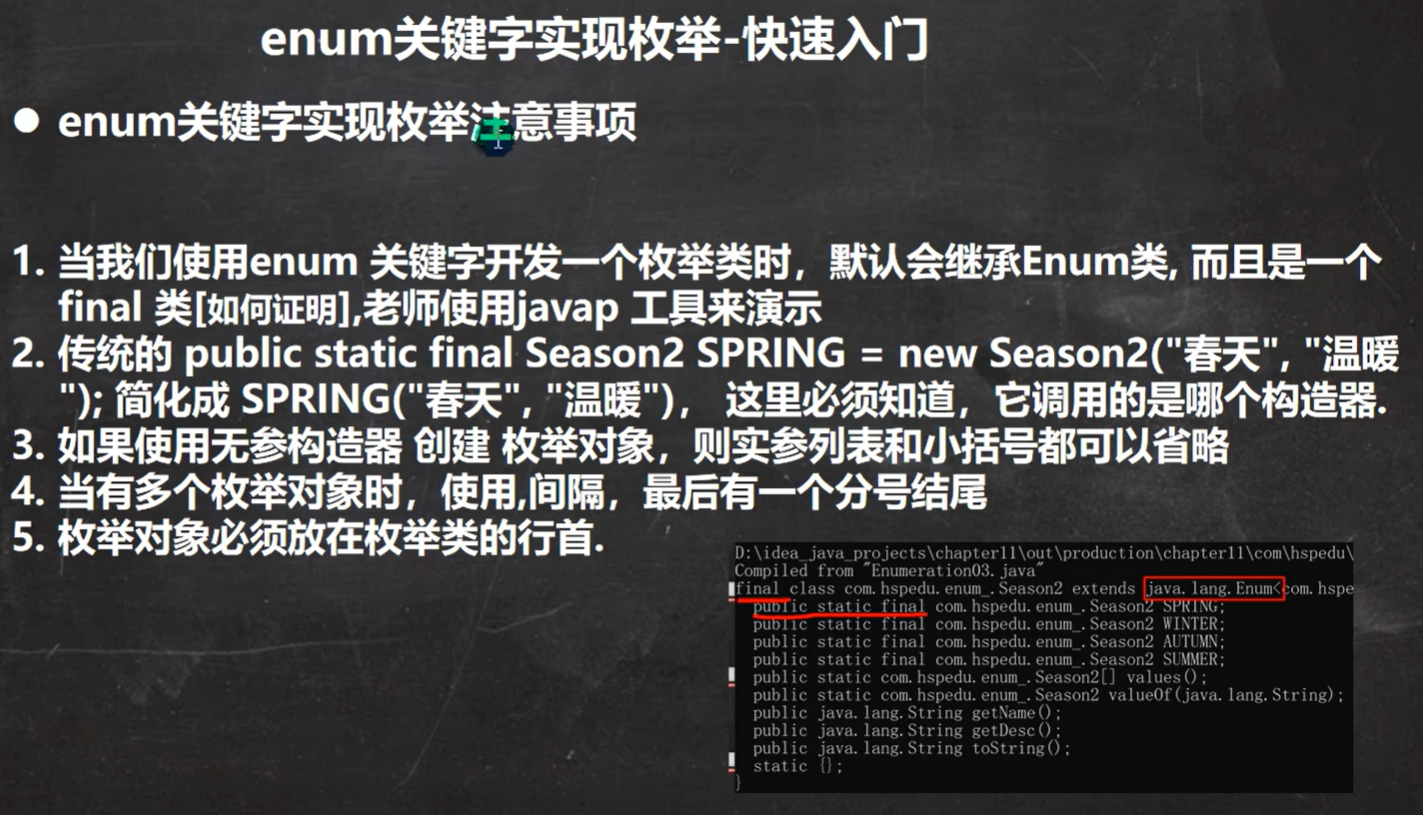 enum关键字实现枚举-快速入门
● enum关键字实现枚举注意事项
1. 当我们使用enum 关键字开发一个枚举类时，默认会继承Enum类, 而且是一个
final 类[如何证明],老师使用javap 工具来演示
2. 传统的 public static final Season2 SPRING = new Season2("春天", "温暖
"); 简化成 SPRING("春天", "温暖")， 这里必须知道，它调用的是哪个构造器.
3. 如果使用无参构造器 创建 枚举对象，则实参列表和小括号都可以省略
4. 当有多个枚举对象时，使用,间隔，最后有一个分号结尾
5. 枚举对象必须放在枚举类的行首.
D:\idea_java_projects\chapter11\out\production\chapter11\com\hspedu\
Compiled from "Enumeration03.java"
final class com.hspedu.enum_.Season2 extends java.lang.Enum<com.hspe
public static final com.hspedu.enum_.Season2 SPRING;
public static final com.hspedu.enum_.Season2 WINTER;
public static final com.hspedu.enum_.Season2 AUTUMN;
public static final com.hspedu.enum_.Season2 SUMMER;
public static com.hspedu.enum_.Season2[] values();
public static com.hspedu.enum_.Season2 valueOf(java.lang.String);
public java.lang.String getName();
public java.lang.String getDesc();
public java.lang.String toString();
static {};
}